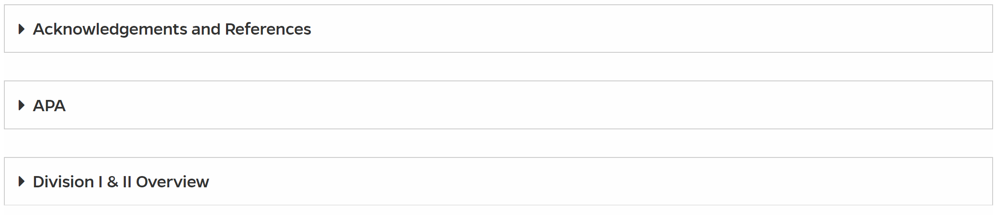 Acknowledgements and References
APA
Division I & II Overview